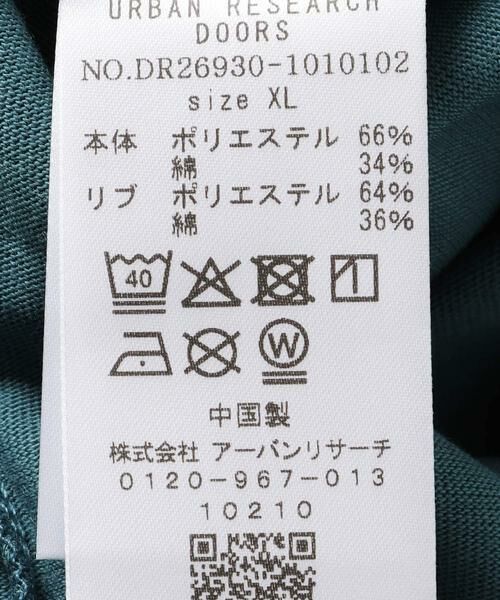 URBAN RESEARCH
DOORS
NO.DR26930-1010102
size XL
本体 ポリエステル 66%
綿 34%
リブ ポリエステル 64%
綿 36%
40
W
中国製
株式会社 アーバンリサーチ
0120-967-013
10210